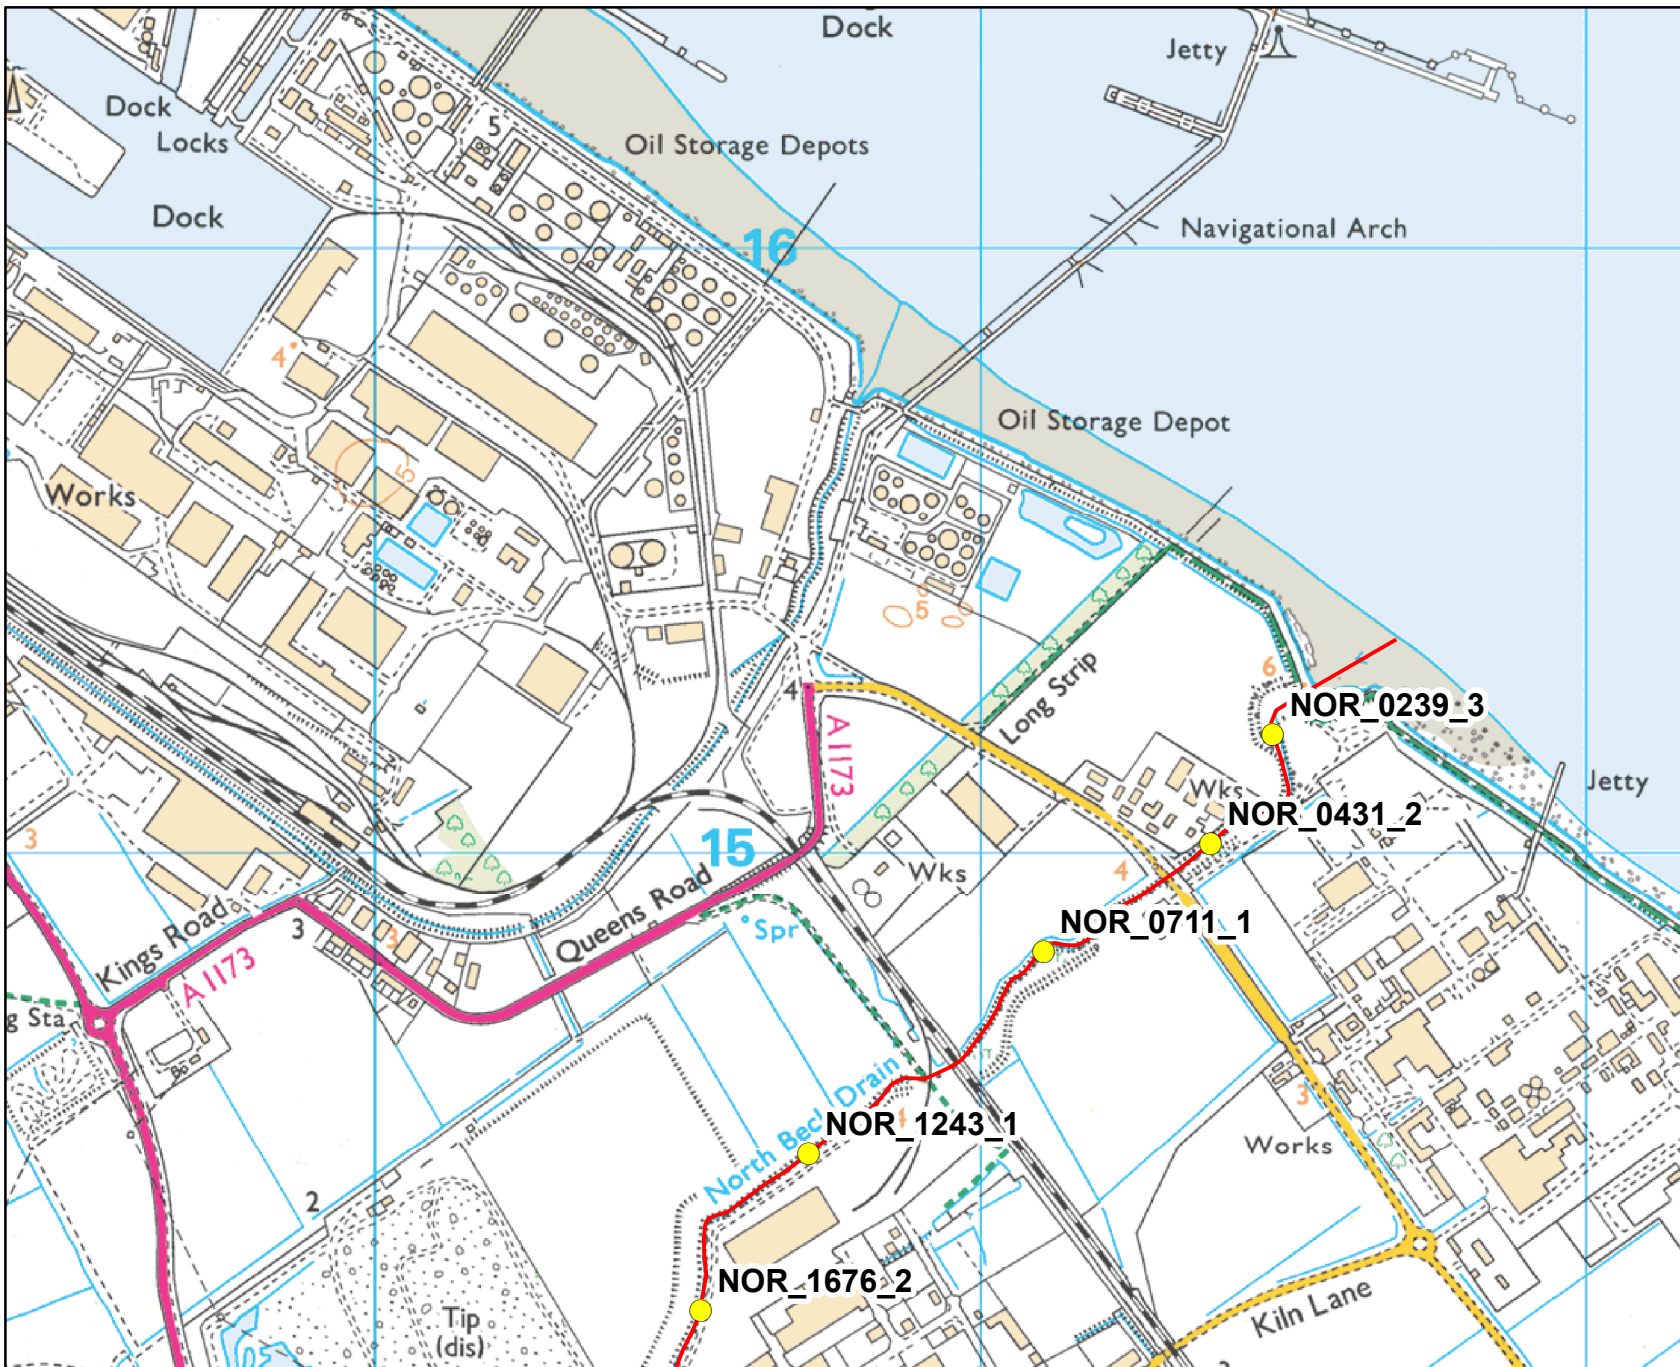 Dock
Jetty
Dock
Locks
5
Oil Storage Depots
Dock
16
Navigational Arch
4
Oil Storage Depot
5
Works
5
6
4
Long Strip
NOR_0239_3
A1173
Wks
Jetty
NOR_0431_2
3
15
4
Wks
Queens Road
NOR_0711_1
Kings Road
3
3
Spr
A1173
g Sta
North Beck Drain
3
NOR_1243_1
Works
2
NOR_1676_2
Kiln Lane
Tip
(dis)